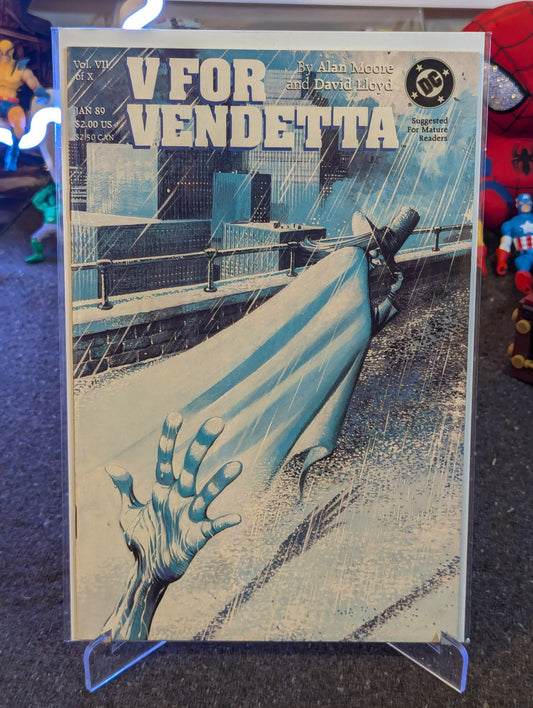 Vol. VII
of X
JAN 89
$2.00 US
$2.50 CAN
V FOR
VENDETTA
By Alan Moore
and David Lloyd
DC
Suggested
For Mature
Readers